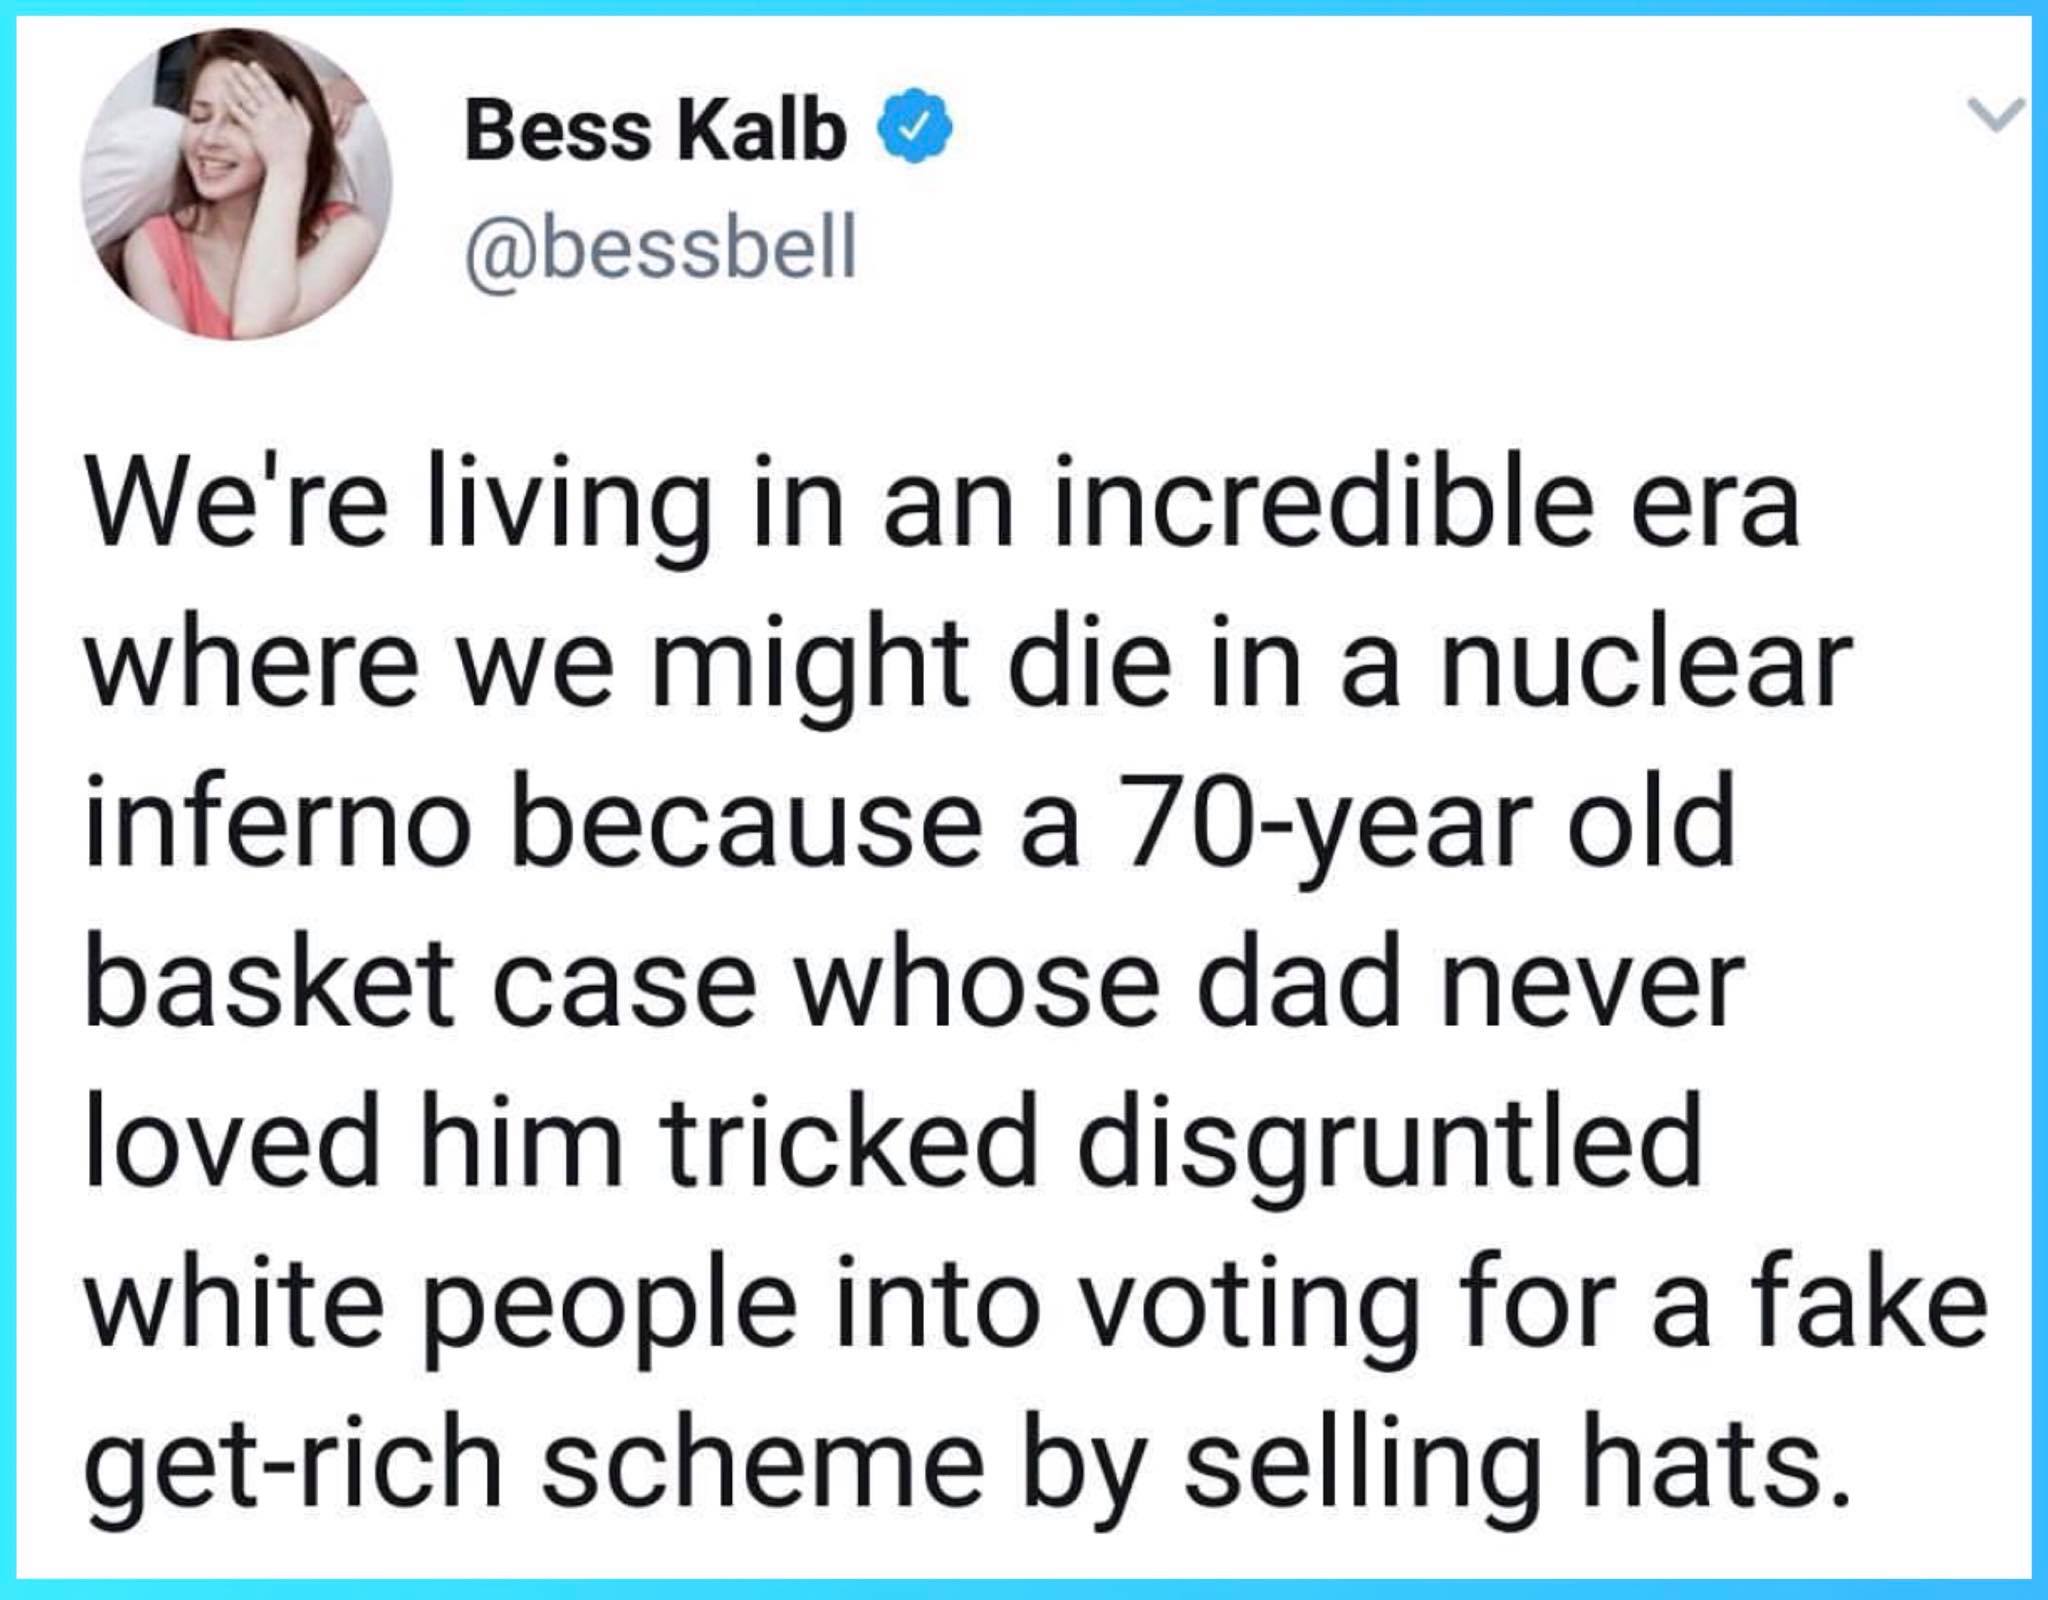 Bess Kalb
@bessbell
We're living in an incredible era
where we might die in a nuclear
inferno because a 70-year old
basket case whose dad never
loved him tricked disgruntled
white people into voting for a fake
get-rich scheme by selling hats.